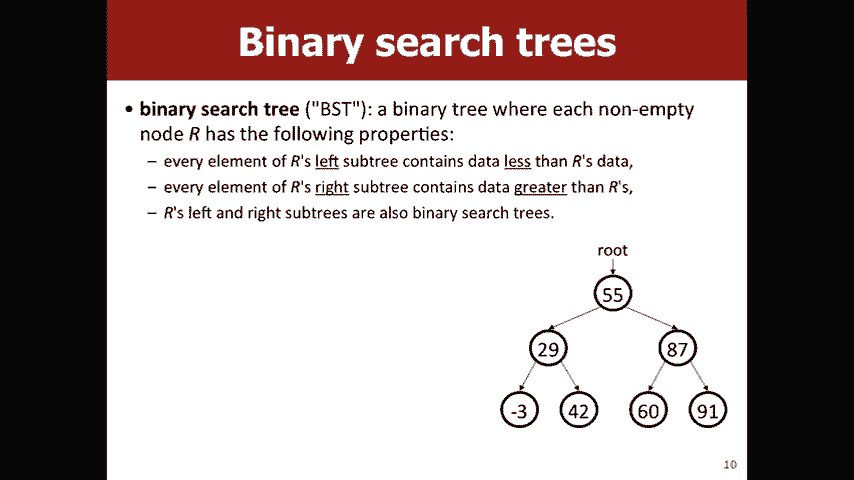 Binary search trees
• binary search tree ("BST"): a binary tree where each non-empty
node R has the following properties:
– every element of R's left subtree contains data less than R's data,
– every element of R's right subtree contains data greater than R's,
– R's left and right subtrees are also binary search trees.
root
55
29 87
-3 42 60 91
10